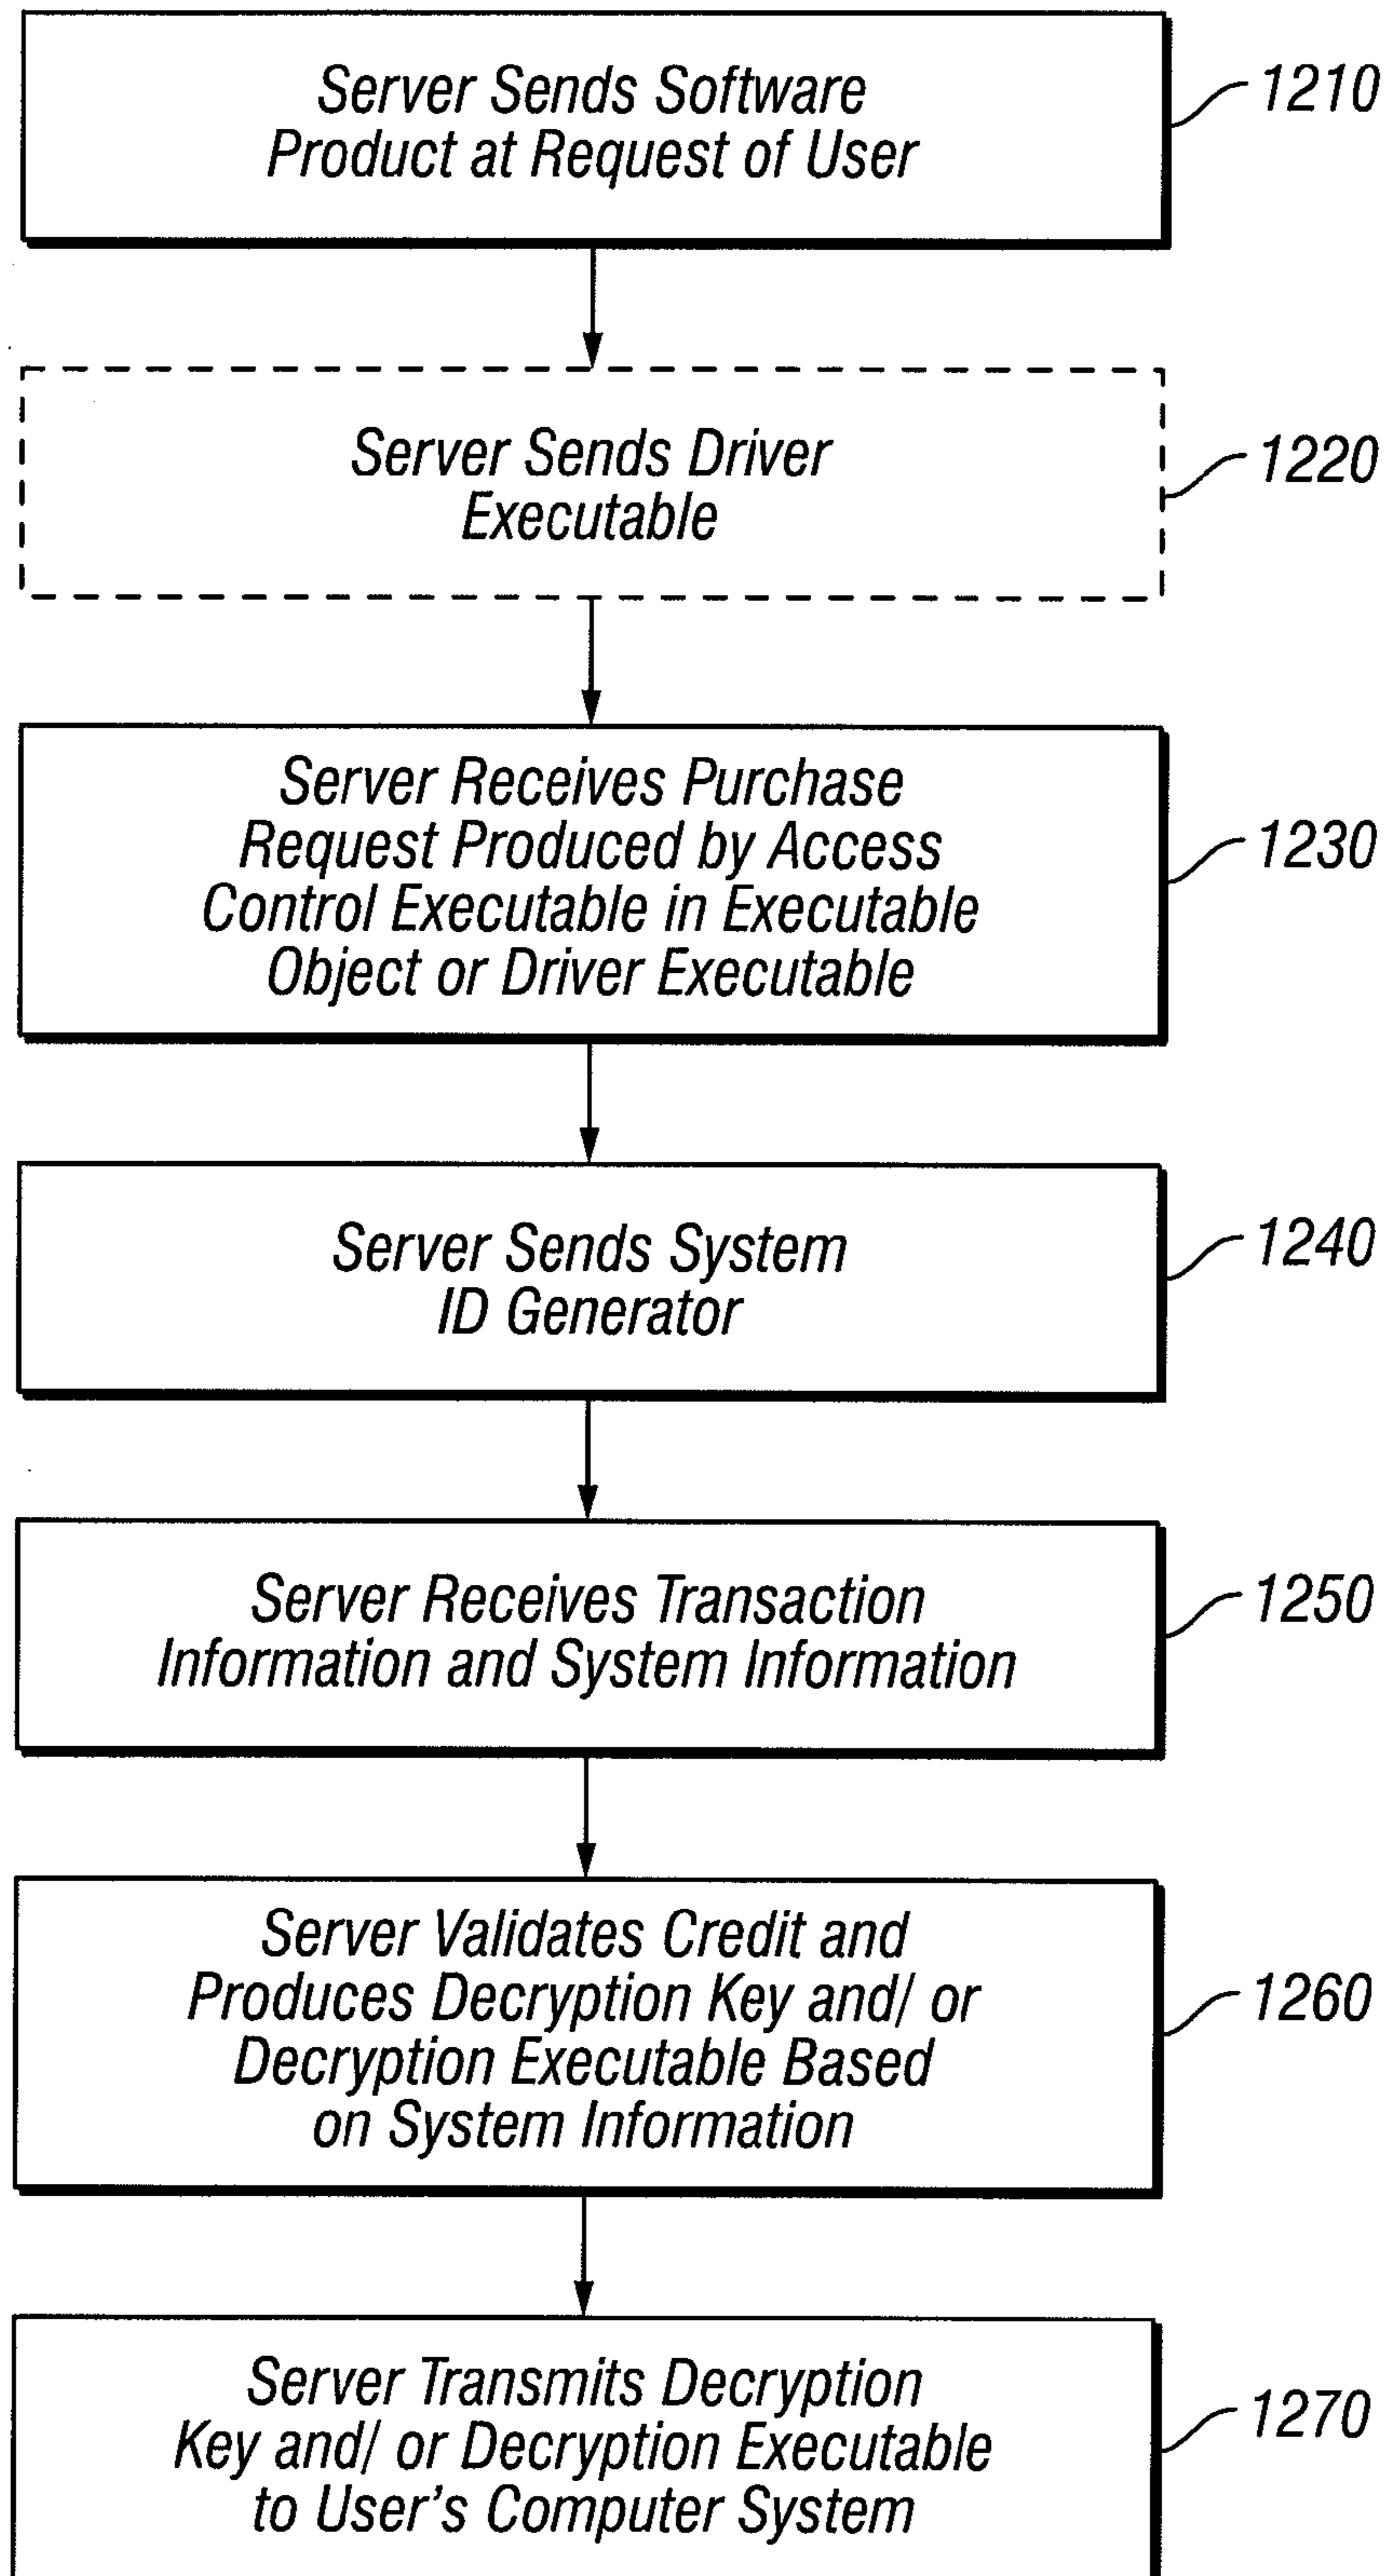 Server Sends Software
Product at Request of User
1210
Server Sends Driver
Executable
1220
Server Receives Purchase
Request Produced by Access
Control Executable in Executable
Object or Driver Executable
1230
Server Sends System
ID Generator
1240
Server Receives Transaction
Information and System Information
1250
Server Validates Credit and
Produces Decryption Key and/ or
Decryption Executable Based
on System Information
1260
Server Transmits Decryption
Key and/ or Decryption Executable
to User's Computer System
1270